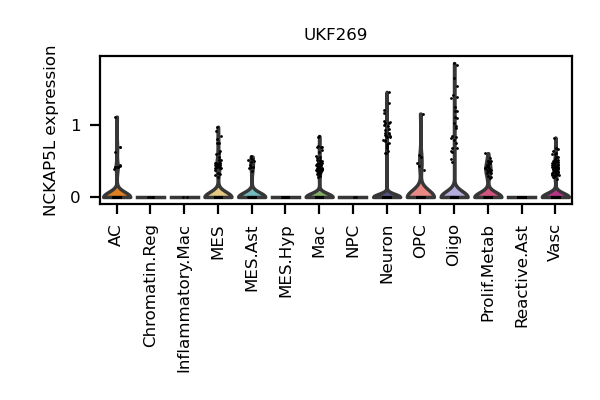 UKF269
NCKAP5L expression
1
0
AC
Chromatin.Reg
Inflammatory.Mac
MES
MES.Ast
MES.Hyp
Mac
NPC
Neuron
OPC
Oligo
Prolif.Metab
Reactive.Ast
Vasc